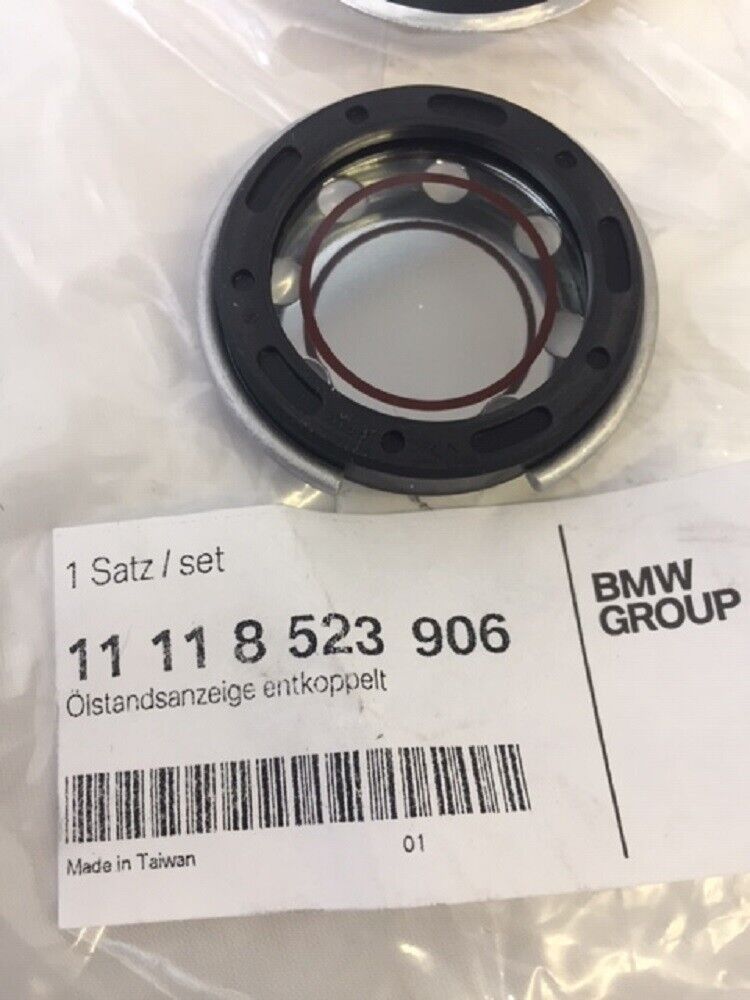 1 Satz / set
11 11 8 523 906
Ölstandsanzeige entkoppelt
Made in Taiwan
01
BMW
GROUP